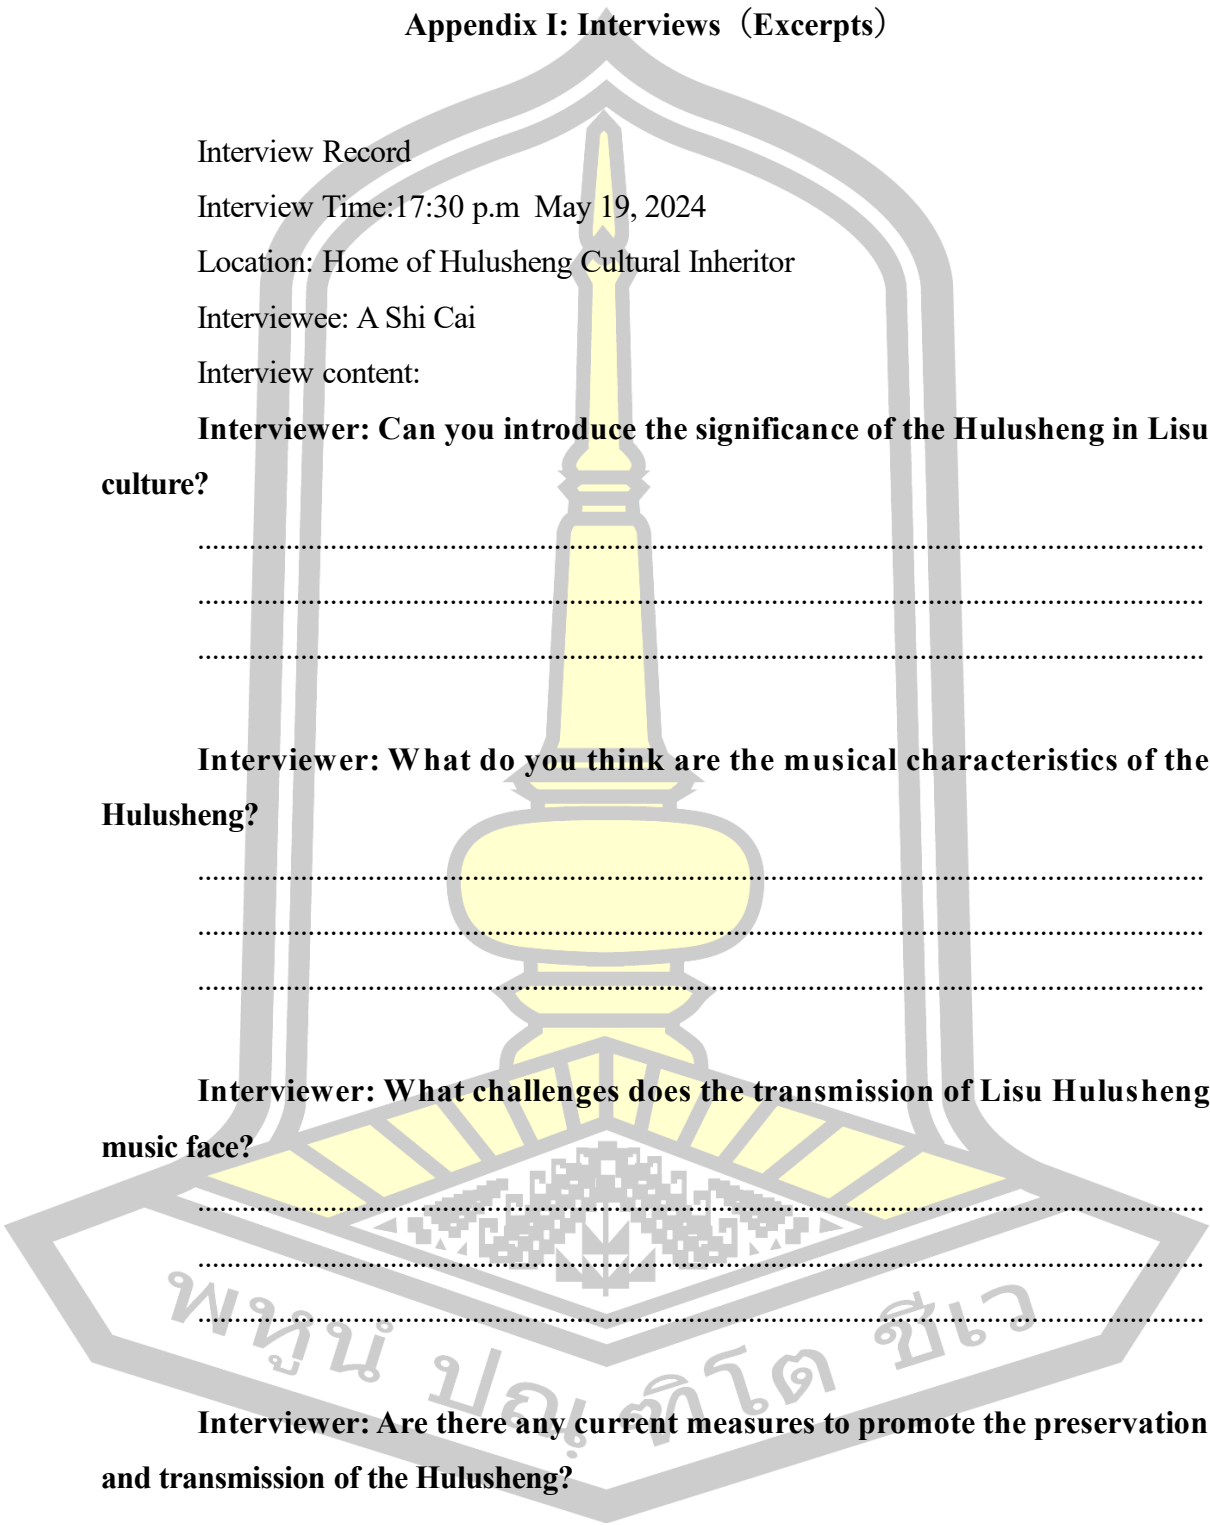 Appendix I: Interviews（Excerpts）
Interview Record
Interview Time:17:30 p.m  May 19, 2024
Location: Home of Hulusheng Cultural Inheritor
Interviewee: A Shi Cai
Interview content:
Interviewer: Can you introduce the significance of the Hulusheng in Lisu
culture?
........................................................................................................................................
........................................................................................................................................
........................................................................................................................................
Interviewer: What do you think are the musical characteristics of the
Hulusheng?
........................................................................................................................................
........................................................................................................................................
........................................................................................................................................
Interviewer: What challenges does the transmission of Lisu Hulusheng
music face?
........................................................................................................................................
........................................................................................................................................
........................................................................................................................................
พหูนํ ปณฺฑิโต ชีเว
Interviewer: Are there any current measures to promote the preservation
and transmission of the Hulusheng?